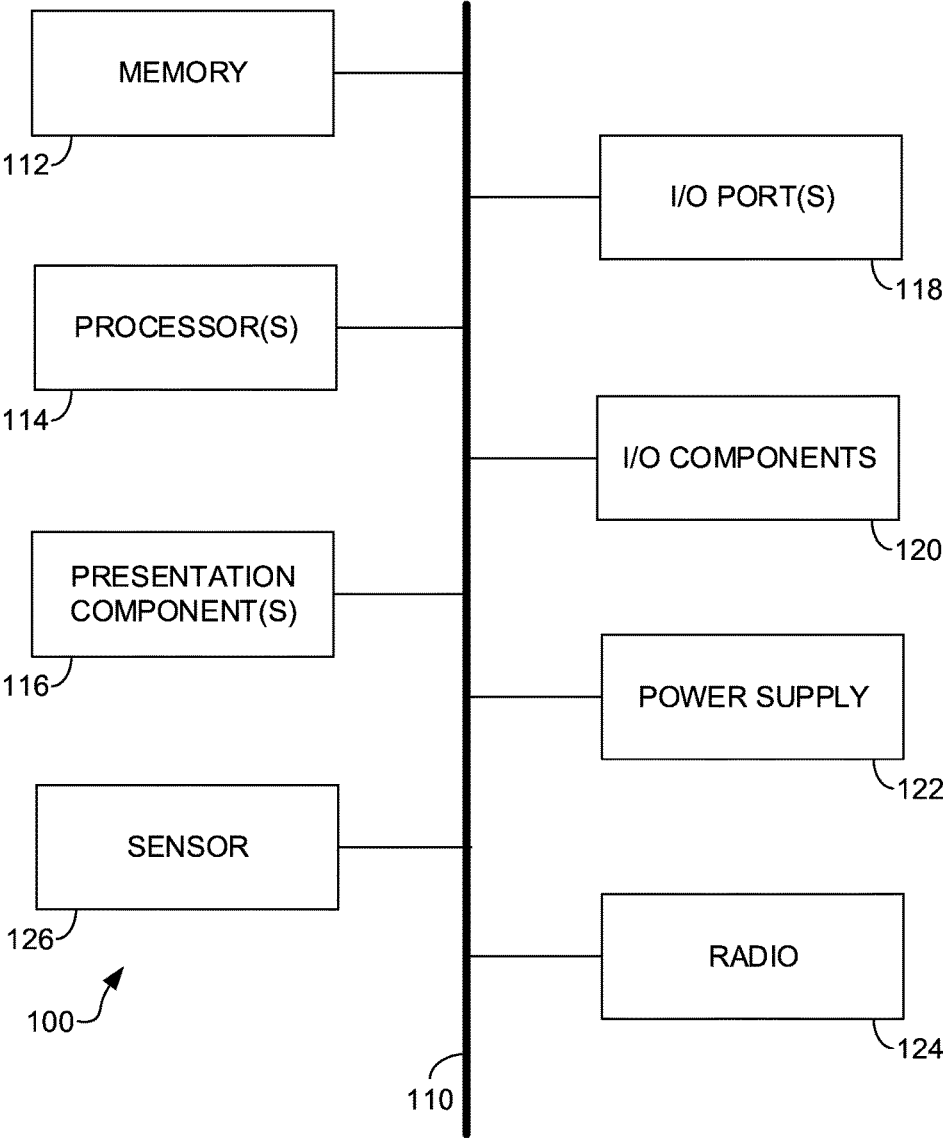 MEMORY
112
I/O PORT(S)
118
PROCESSOR(S)
114
I/O COMPONENTS
120
PRESENTATION
COMPONENT(S)
116
POWER SUPPLY
122
SENSOR
126
RADIO
124
100
110